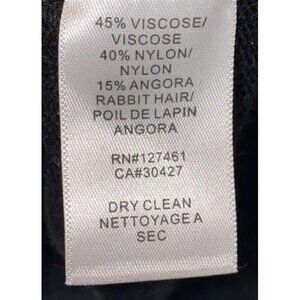 45% VISCOSE/
VISCOSE
40% NYLON/
NYLON
15% ANGORA
RABBIT HAIR/
POIL DE LAPIN
ANGORA
RN#127461
CA#30427
DRY CLEAN
NETTOYAGE A
SEC